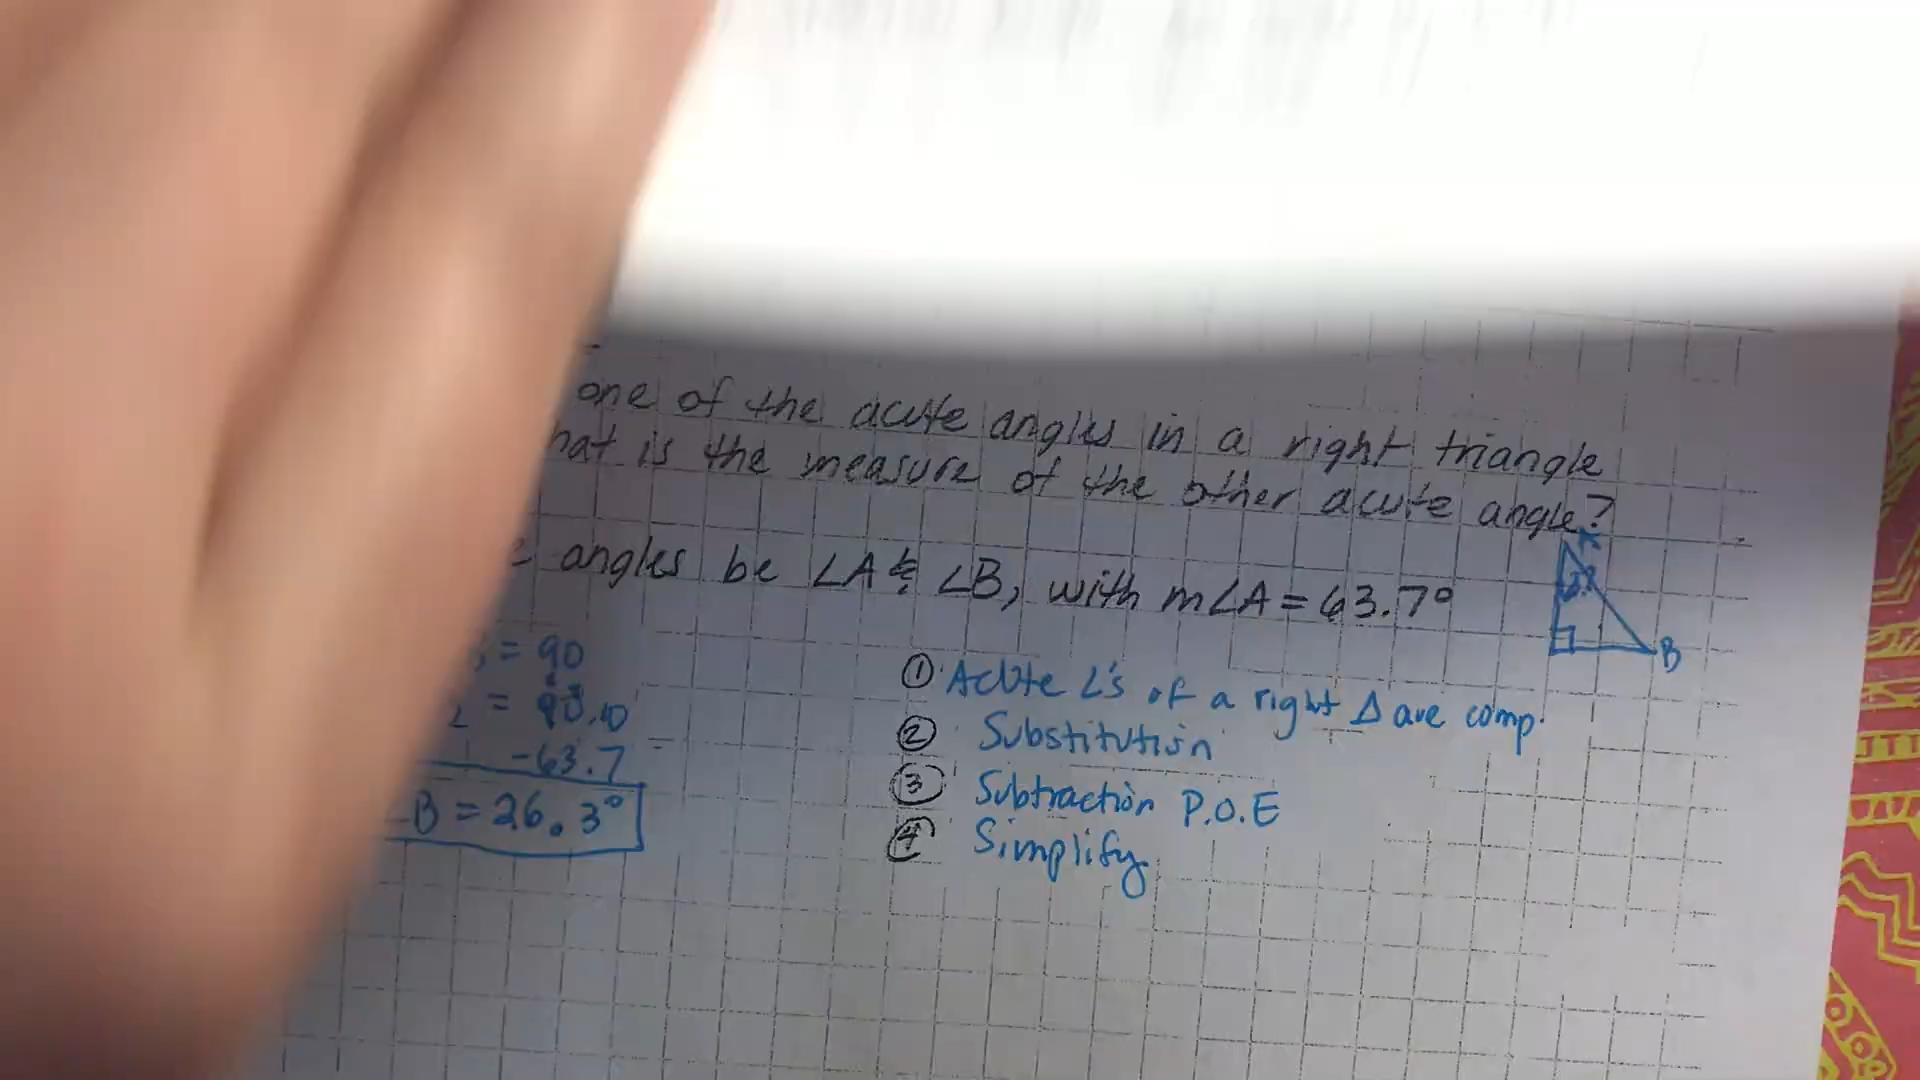 one of the acute angles in a right triangle
hat is the measure of the other acute angle?
angles be ∠A & ∠B, with m∠A = 63.7°
B
= 90
= 90.0
-63.7
B = 26.3°
① Acute ∠'s of a right Δ are comp.
② Substitution
③ Subtraction P.O.E
④ Simplify.